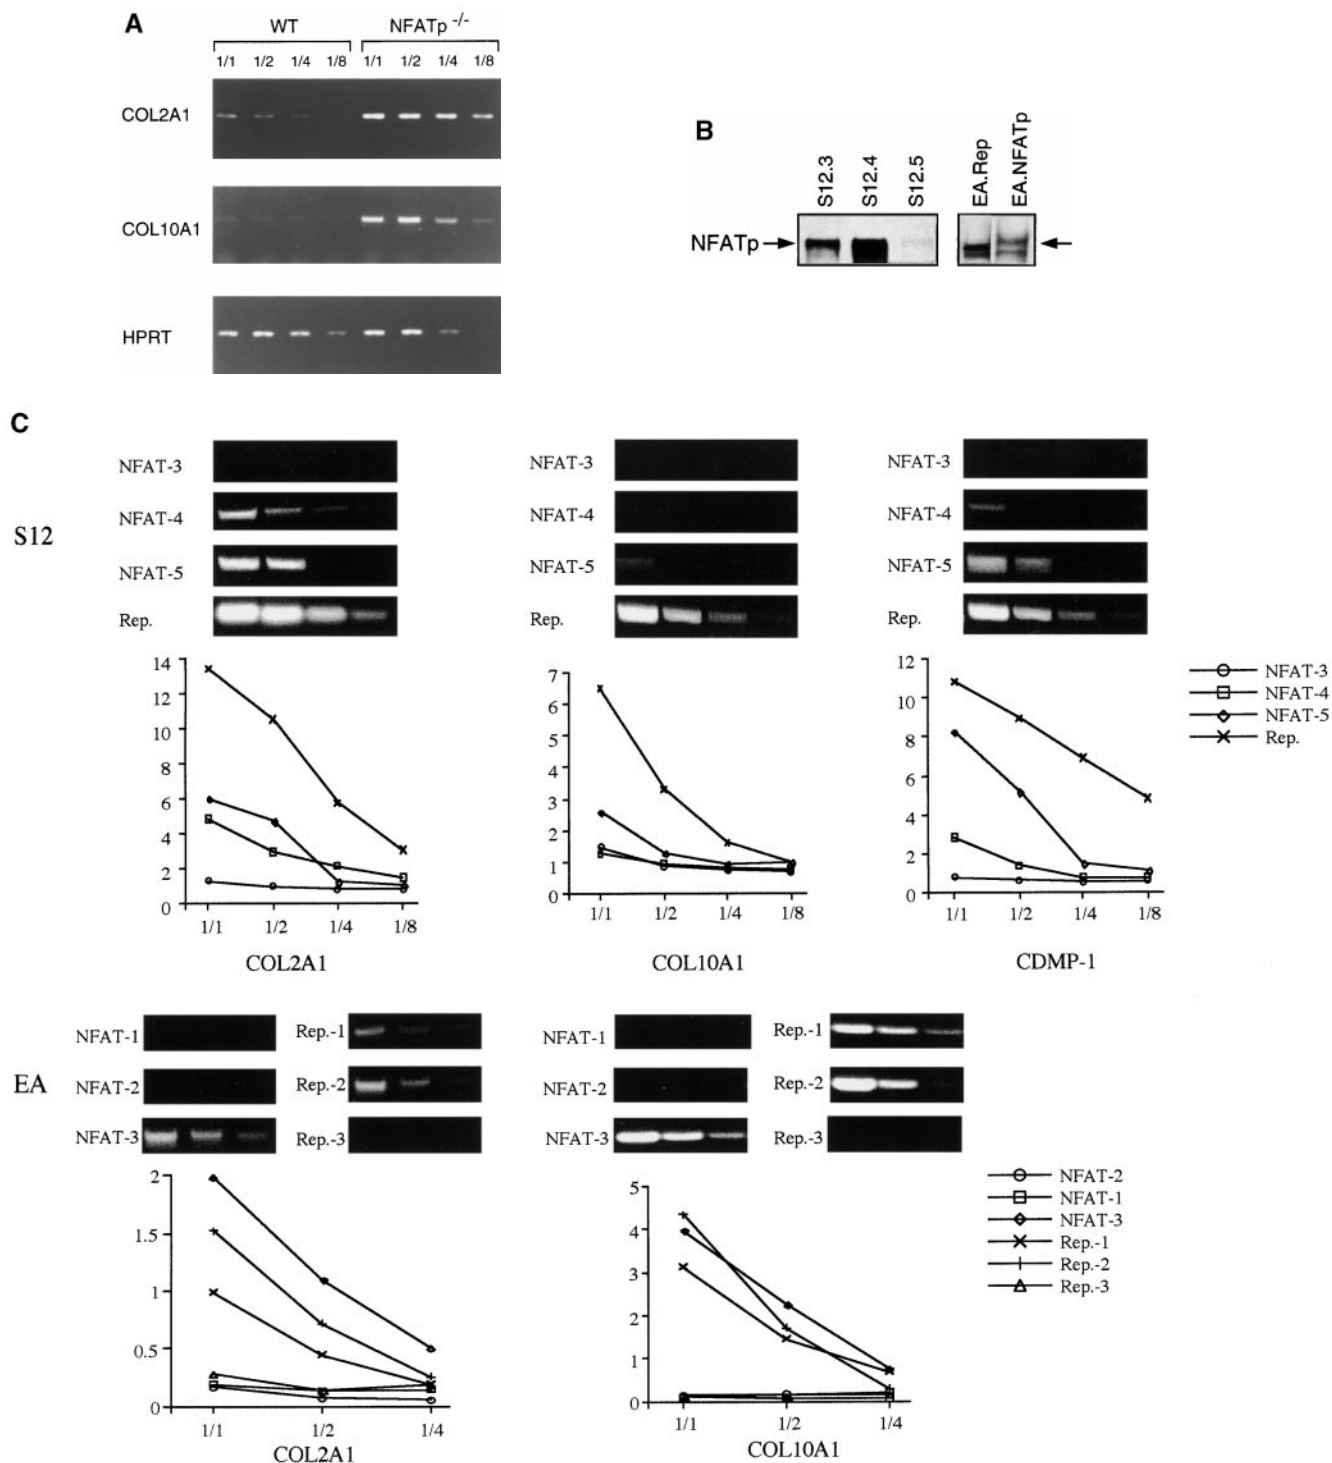 A
WT NFATp -/-
1/1 1/2 1/4 1/8 1/1 1/2 1/4 1/8
COL2A1
COL10A1
HPRT
B
S12.3 S12.4 S12.5 EA.Rep EA.NFATp
NFATp
C
S12
NFAT-3
NFAT-4
NFAT-5
Rep.
14
12
10
8
6
4
2
0
1/1 1/2 1/4 1/8
COL2A1
NFAT-3
NFAT-4
NFAT-5
Rep.
7
6
5
4
3
2
1
0
1/1 1/2 1/4 1/8
COL10A1
NFAT-3
NFAT-4
NFAT-5
Rep.
12
10
8
6
4
2
0
1/1 1/2 1/4 1/8
CDMP-1
NFAT-3
NFAT-4
NFAT-5
Rep.
EA
NFAT-1 Rep.-1
NFAT-2 Rep.-2
NFAT-3 Rep.-3
2
1.5
1
0.5
0
1/1 1/2 1/4
COL2A1
NFAT-1 Rep.-1
NFAT-2 Rep.-2
NFAT-3 Rep.-3
5
4
3
2
1
0
1/1 1/2 1/4
COL10A1
NFAT-2
NFAT-1
NFAT-3
Rep.-1
Rep.-2
Rep.-3